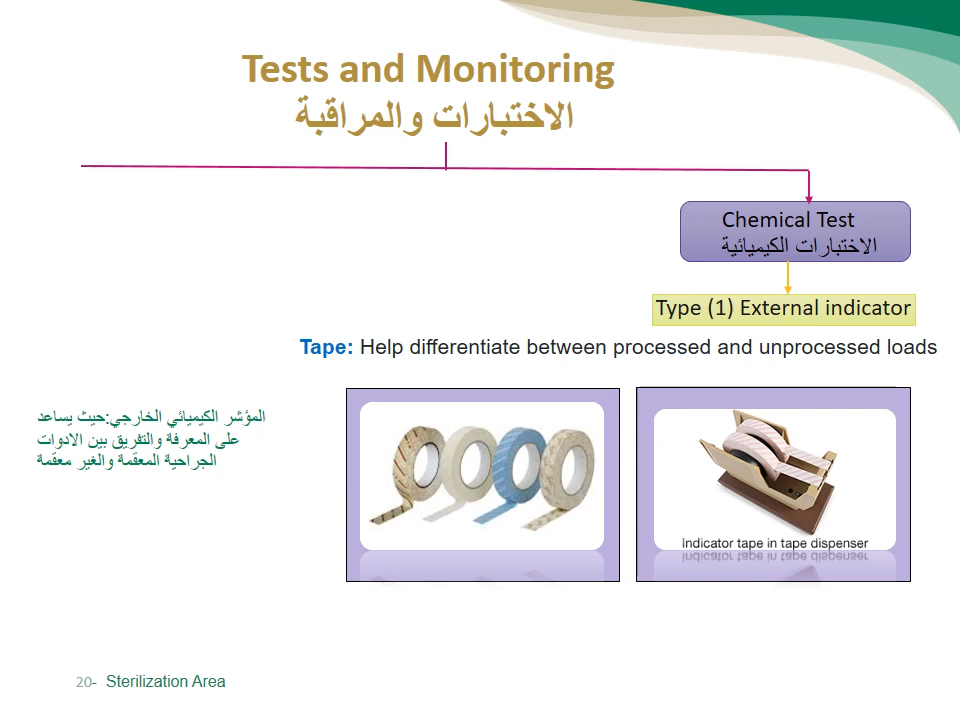 Tests and Monitoring
الاختبارات والمراقبة
Chemical Test
الاختبارات الكيميائية
Type (1) External indicator
Tape: Help differentiate between processed and unprocessed loads
المؤشر الكيميائي الخارجي:حيث يساعد
على المعرفة والتفريق بين الادوات
الجراحية المعقمة والغير معقمة
Indicator tape in tape dispenser
20- Sterilization Area